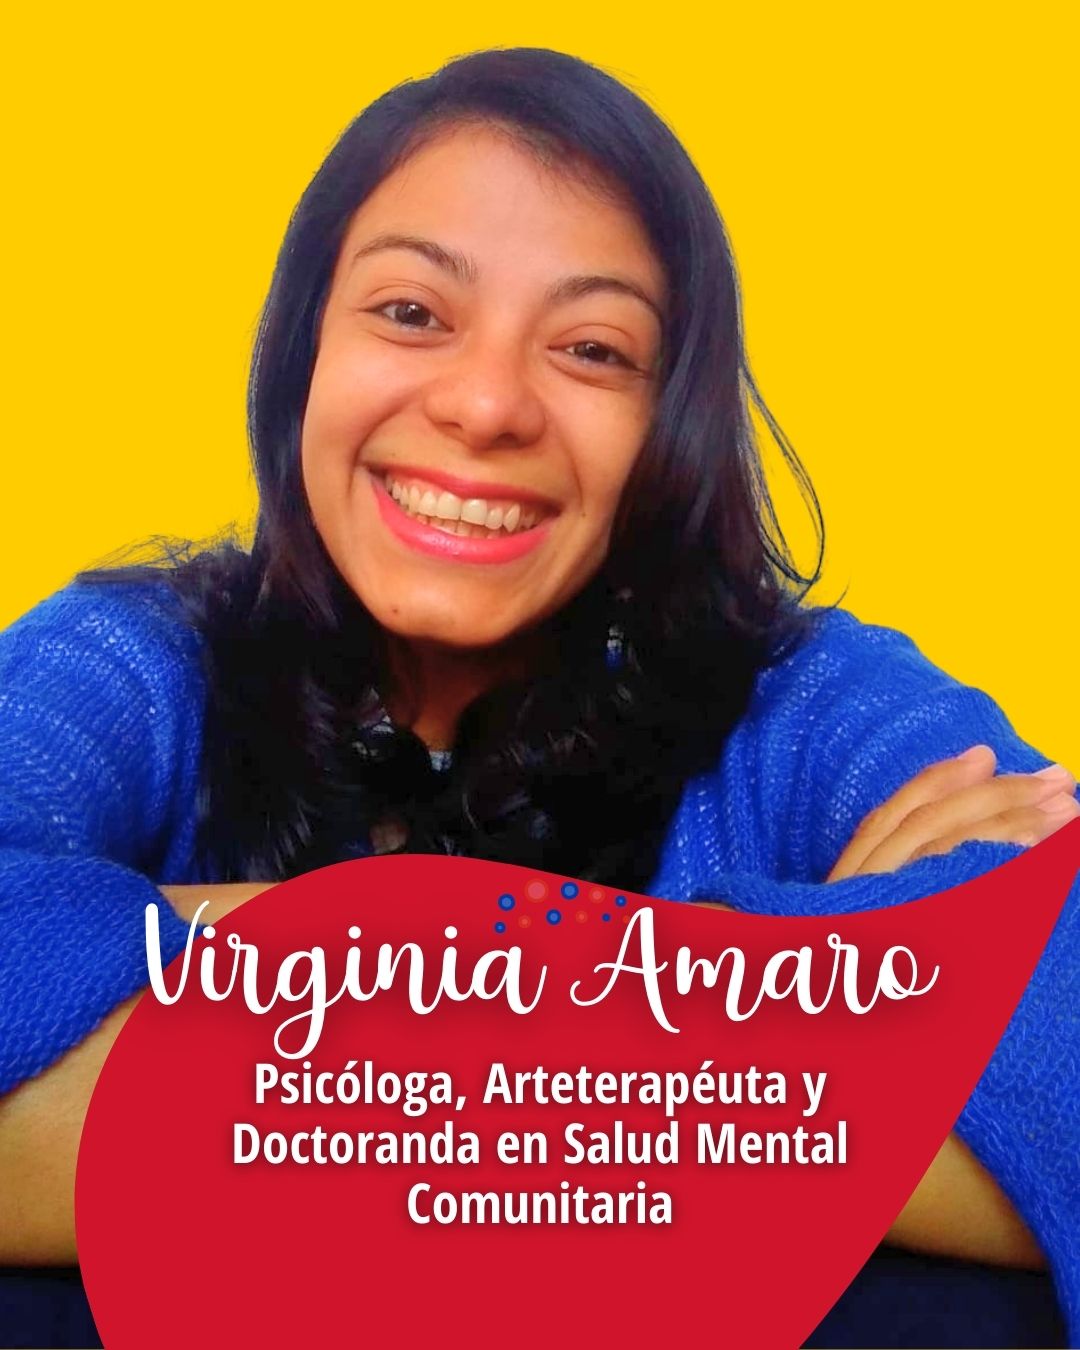 Virginia Amaro
Psicóloga, Arteterapéuta y
Doctoranda en Salud Mental
Comunitaria